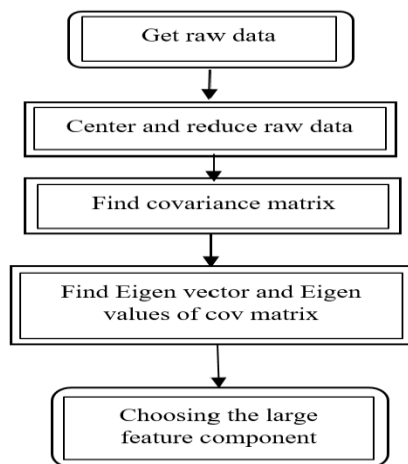 Get raw data
Center and reduce raw data
Find covariance matrix
Find Eigen vector and Eigen
values of cov matrix
Choosing the large
feature component